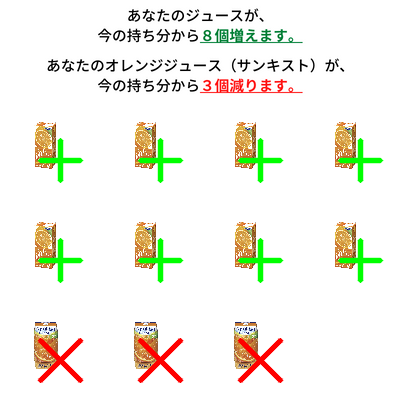 あなたのジュースが、
今の持ち分から８個増えます。
あなたのオレンジジュース（サンキスト）が、
今の持ち分から３個減ります。